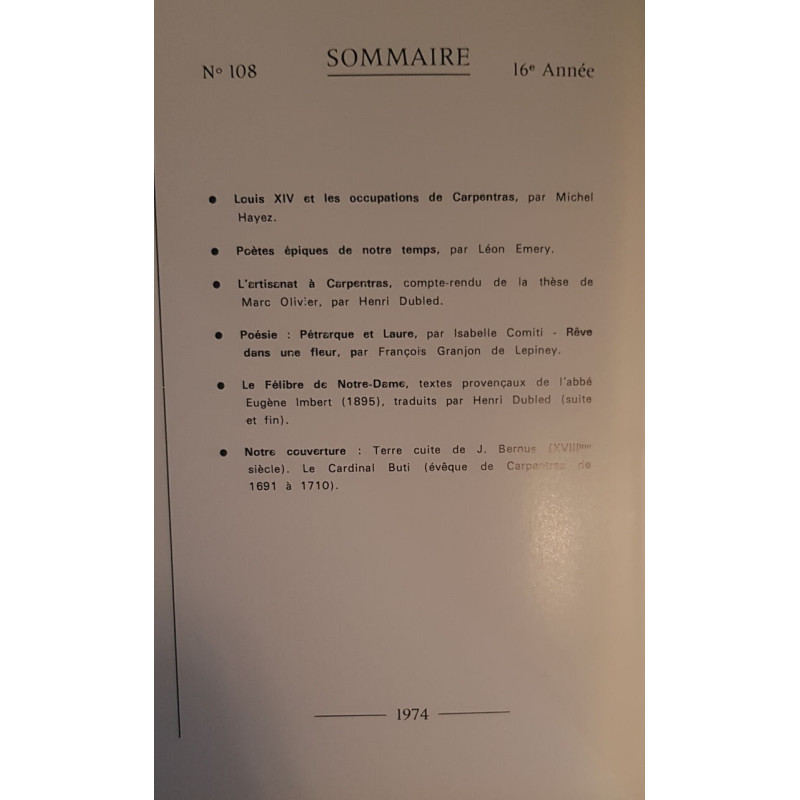 N° 108 SOMMAIRE 16e Année
● Louis XIV et les occupations de Carpentras, par Michel
Hayez.
● Poètes épiques de notre temps, par Léon Emery.
● L'artisanat à Carpentras, compte-rendu de la thèse de
Marc Olivier, par Henri Dubled.
● Poésie : Pétrarque et Laure, par Isabelle Comiti - Rêve
dans une fleur, par François Granjon de Lepiney.
● Le Félibre de Notre-Dame, textes provençaux de l'abbé
Eugène Imbert (1895), traduits par Henri Dubled (suite
et fin).
● Notre couverture : Terre cuite de J. Bernus (XVIIIme
siècle). Le Cardinal Buti (évêque de Carpentras de
1691 à 1710).
1974